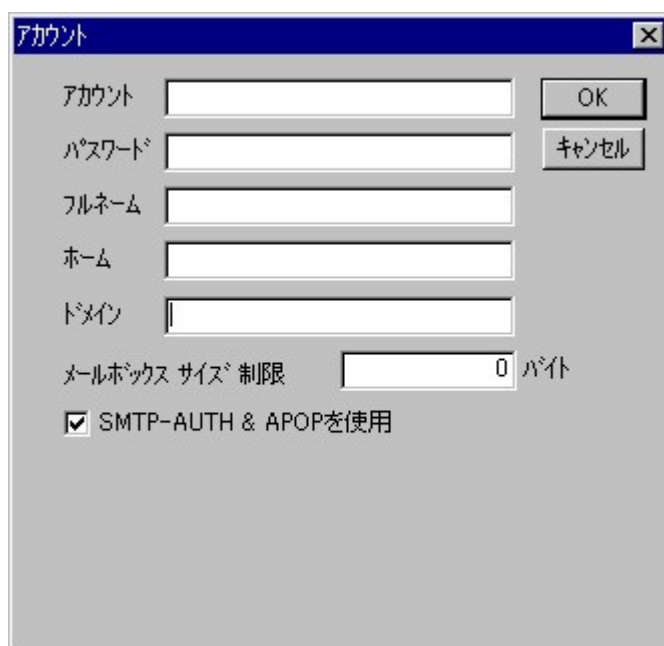 アカウント
アカウント
OK
パスワード
キャンセル
フルネーム
ホーム
ドメイン
メールボックス サイズ 制限 0 バイト
SMTP-AUTH & APOPを使用